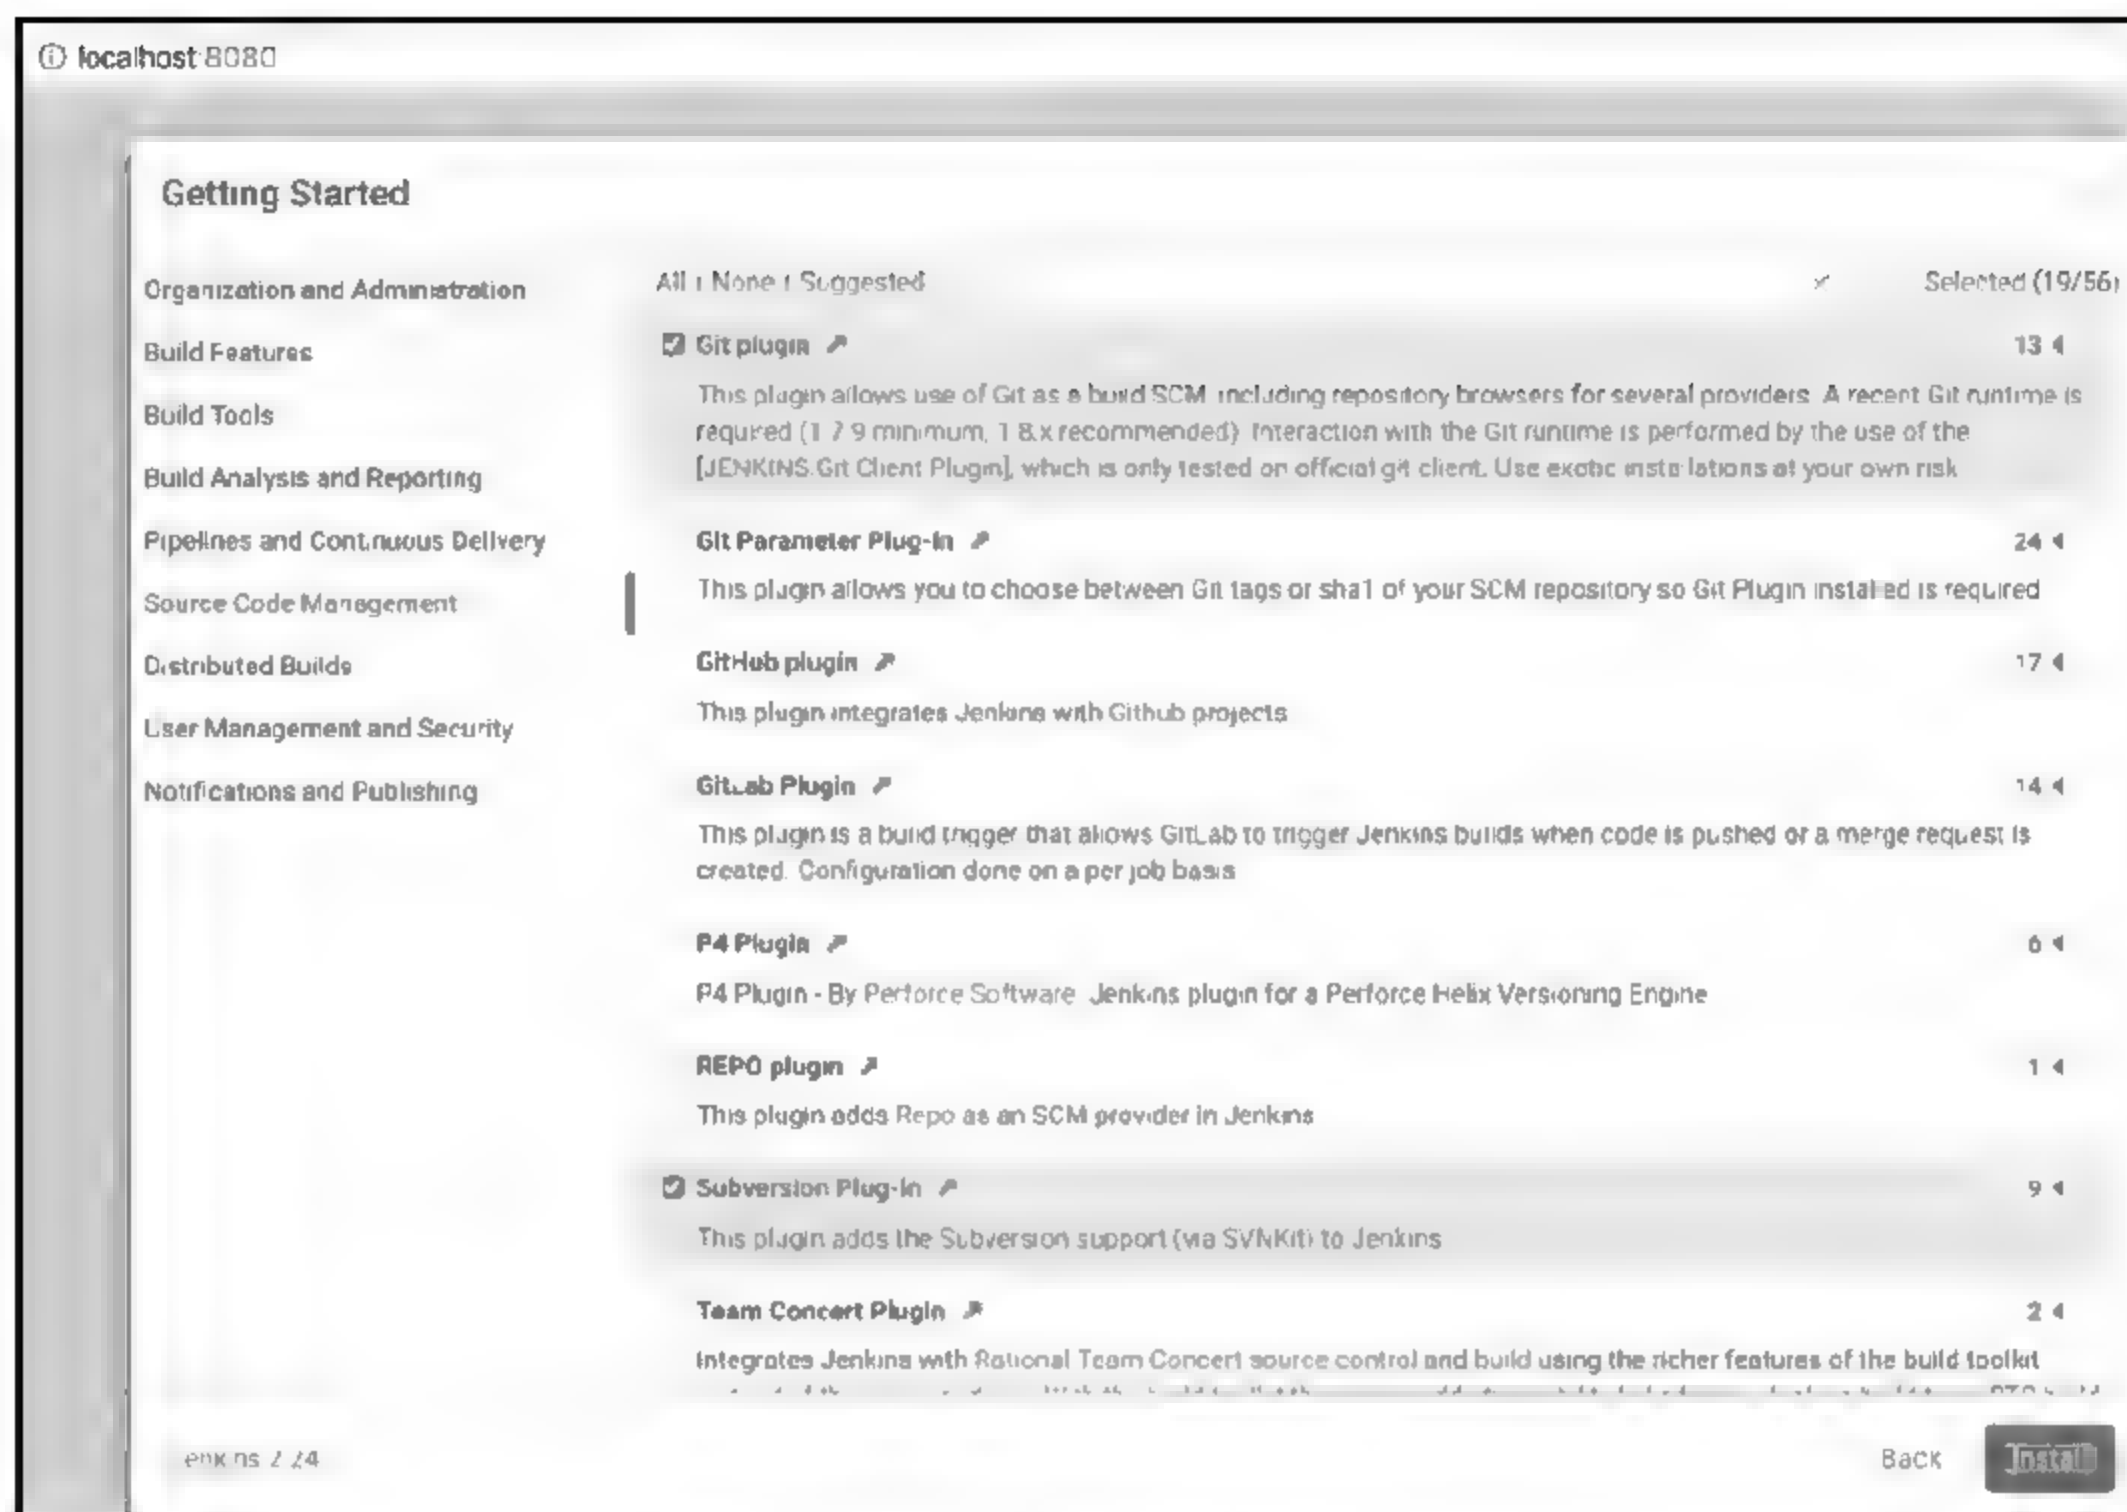 localhost:8080
Getting Started
Organization and Administration
Build Features
Build Tools
Build Analysis and Reporting
Pipelines and Continuous Delivery
Source Code Management
Distributed Builds
User Management and Security
Notifications and Publishing
All | None | Suggested
Selected (19/56)
Git plugin 13
This plugin allows use of Git as a build SCM, including repository browsers for several providers. A recent Git runtime is
required (1.7.9 minimum, 1.8.x recommended). Interaction with the Git runtime is performed by the use of the
[JENKINS:Git Client Plugin], which is only tested on official git client. Use exotic installations at your own risk
Git Parameter Plug-In 24
This plugin allows you to choose between Git tags or sha1 of your SCM repository so Git Plugin installed is required
GitHub plugin 17
This plugin integrates Jenkins with Github projects
GitLab Plugin 14
This plugin is a build trigger that allows GitLab to trigger Jenkins builds when code is pushed or a merge request is
created. Configuration done on a per job basis
P4 Plugin 6
P4 Plugin - By Perforce Software. Jenkins plugin for a Perforce Helix Versioning Engine
REPO plugin 1
This plugin adds Repo as an SCM provider in Jenkins
Subversion Plug-in 9
This plugin adds the Subversion support (via SVNKit) to Jenkins
Team Concert Plugin 2
Integrates Jenkins with Rational Team Concert source control and build using the richer features of the build toolkit
Jenkins 2.24
Back
Install